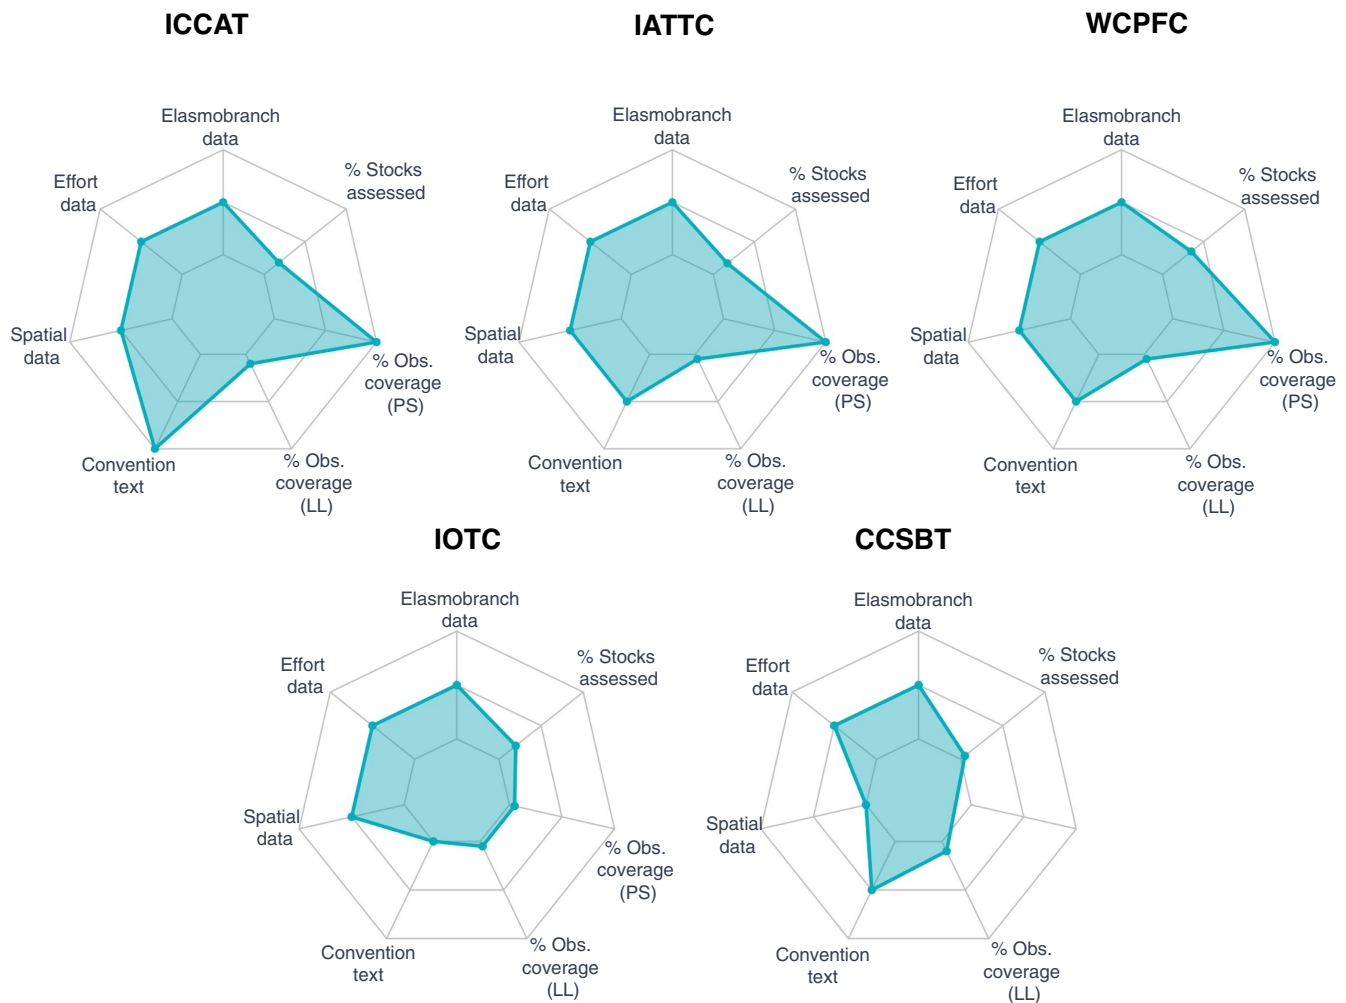 ICCAT
Elasmobranch
data
% Stocks
assessed
% Obs.
coverage
(PS)
% Obs.
coverage
(LL)
Convention
text
Spatial
data
Effort
data
IATTC
Elasmobranch
data
% Stocks
assessed
% Obs.
coverage
(PS)
% Obs.
coverage
(LL)
Convention
text
Spatial
data
Effort
data
WCPFC
Elasmobranch
data
% Stocks
assessed
% Obs.
coverage
(PS)
% Obs.
coverage
(LL)
Convention
text
Spatial
data
Effort
data
IOTC
Elasmobranch
data
% Stocks
assessed
% Obs.
coverage
(PS)
% Obs.
coverage
(LL)
Convention
text
Spatial
data
Effort
data
CCSBT
Elasmobranch
data
% Stocks
assessed
% Obs.
coverage
(LL)
Convention
text
Spatial
data
Effort
data